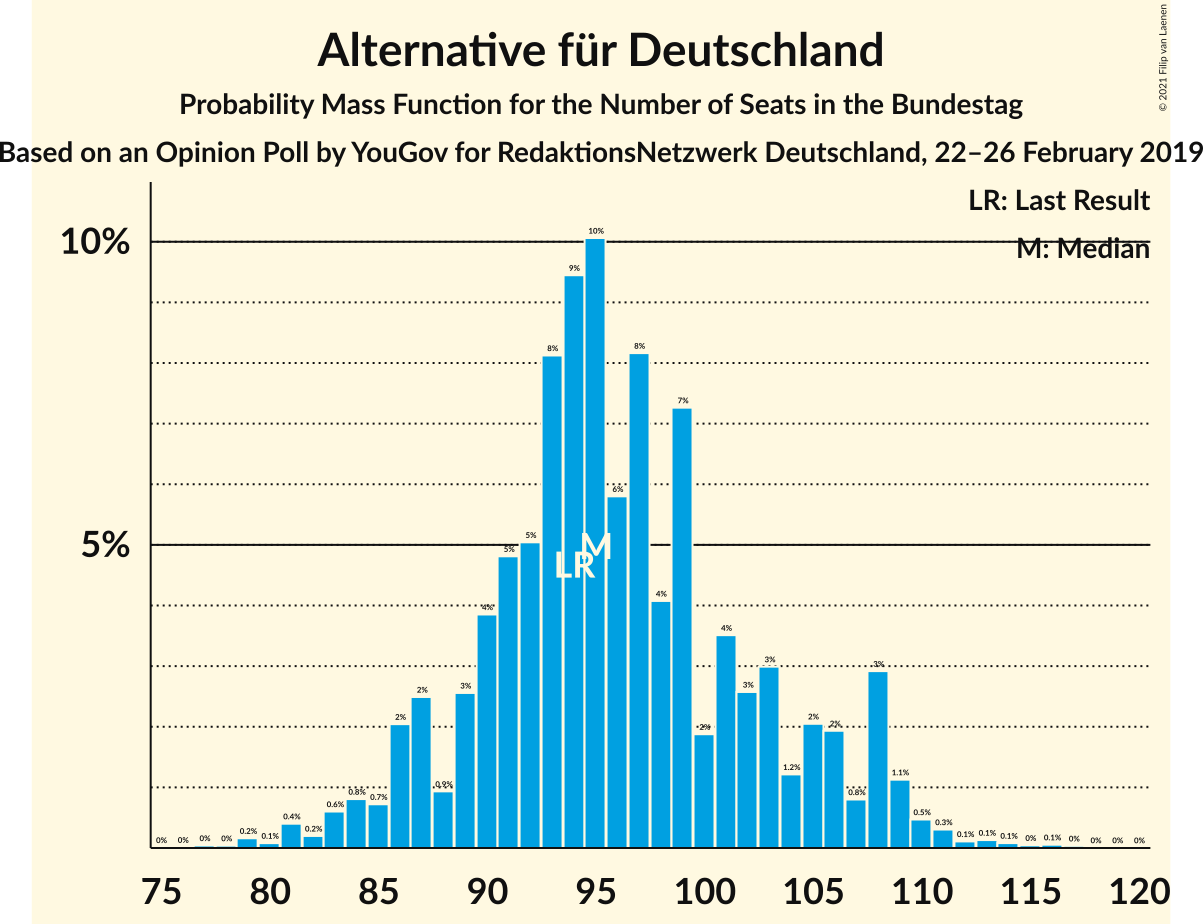 Alternative für Deutschland
Probability Mass Function for the Number of Seats in the Bundestag
Based on an Opinion Poll by YouGov for RedaktionsNetzwerk Deutschland, 22–26 February 2019
© 2021 Filip van Laenen
LR: Last Result
M: Median
10%
5%
0% 0% 0% 0% 0.2% 0.1% 0.4% 0.2% 0.6% 0.8% 0.7% 2% 2% 0.9% 3% 4% 5% 5% 8% 9% 10% 6% 8% 4% 7% 2% 4% 3% 3% 1.2% 2% 2% 0.8% 3% 1.1% 0.5% 0.3% 0.1% 0.1% 0.1% 0% 0.1% 0% 0% 0% 0%
LR
M
75 80 85 90 95 100 105 110 115 120